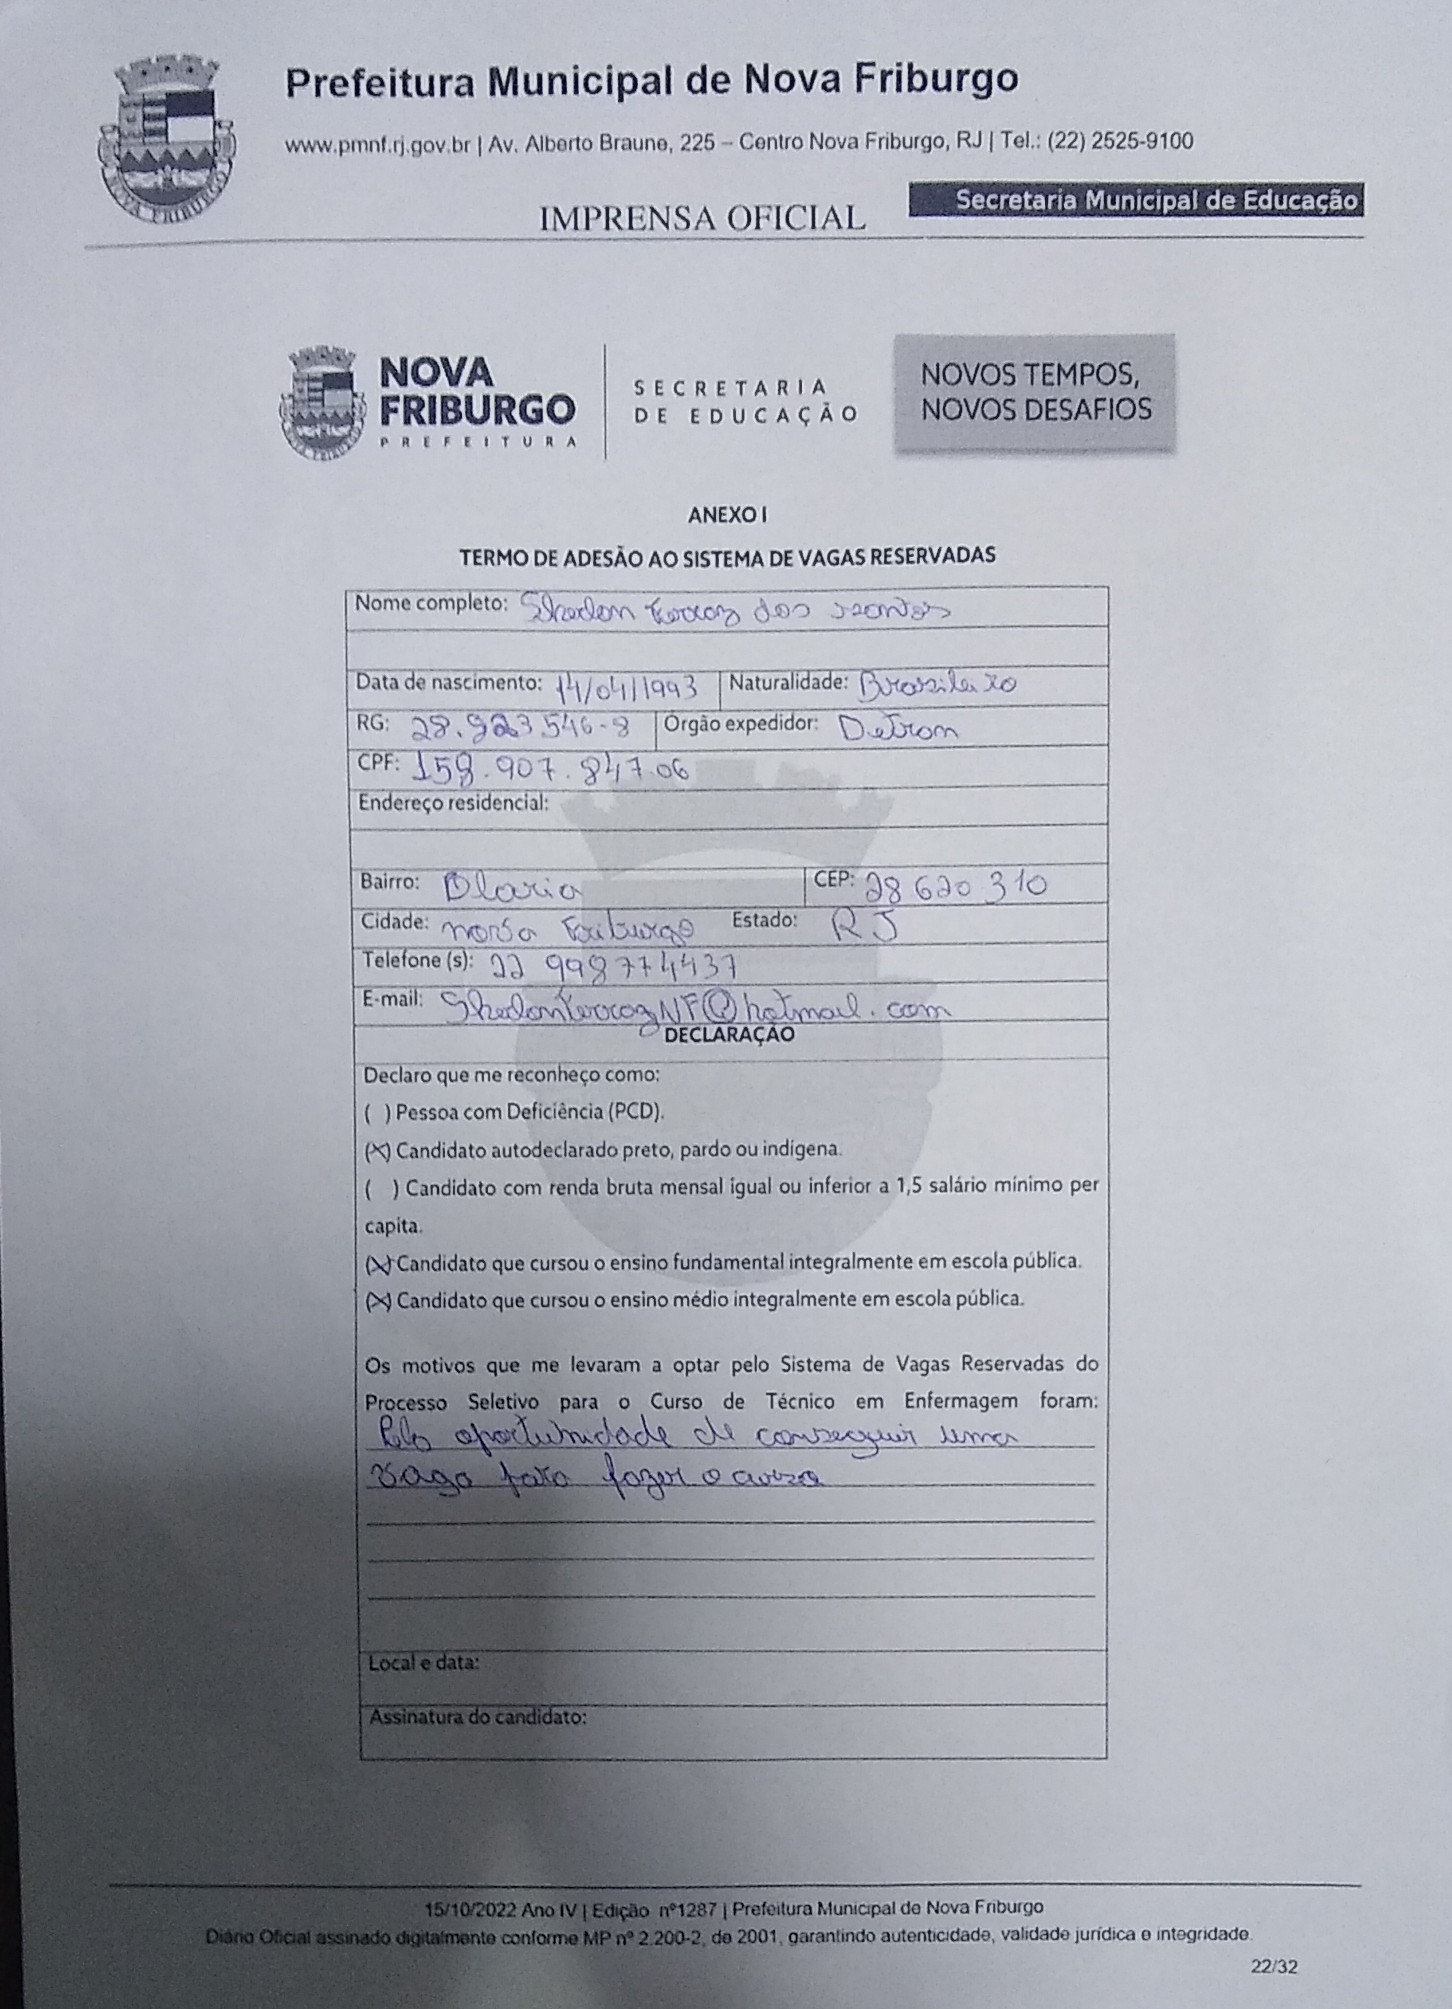 Prefeitura Municipal de Nova Friburgo
www.pmnf.rj.gov.br | Av. Alberto Braune, 225 – Centro Nova Friburgo, RJ | Tel.: (22) 2525-9100
Secretaria Municipal de Educação
IMPRENSA OFICIAL
NOVA FRIBURGO
NOVA
FRIBURGO
PREFEITURA
SECRETARIA
DE EDUCAÇÃO
NOVOS TEMPOS,
NOVOS DESAFIOS
ANEXO I
TERMO DE ADESÃO AO SISTEMA DE VAGAS RESERVADAS
Nome completo: Shedon Ferraz dos santos
Data de nascimento: 14/04/1993 Naturalidade: Brasileiro
RG: 28.923.546-8 Órgão expedidor: Detran
CPF: 159.907.847.06
Endereço residencial:
Bairro: Olaria CEP: 28 620 310
Cidade: nova Friburgo Estado: RJ
Telefone (s): 22 998774437
E-mail: ShedonferrazNF@hotmail.com
DECLARAÇÃO
Declaro que me reconheço como:
( ) Pessoa com Deficiência (PCD).
(X) Candidato autodeclarado preto, pardo ou indígena.
( ) Candidato com renda bruta mensal igual ou inferior a 1,5 salário mínimo per
capita.
(X) Candidato que cursou o ensino fundamental integralmente em escola pública.
(X) Candidato que cursou o ensino médio integralmente em escola pública.
Os motivos que me levaram a optar pelo Sistema de Vagas Reservadas do
Processo Seletivo para o Curso de Técnico em Enfermagem foram:
Pela oportunidade de conseguir uma
vaga para fazer o curso
Local e data:
Assinatura do candidato:
15/10/2022 Ano IV | Edição nº1287 | Prefeitura Municipal de Nova Friburgo
Diário Oficial assinado digitalmente conforme MP nº 2.200-2, de 2001, garantindo autenticidade, validade jurídica e integridade.
22/32